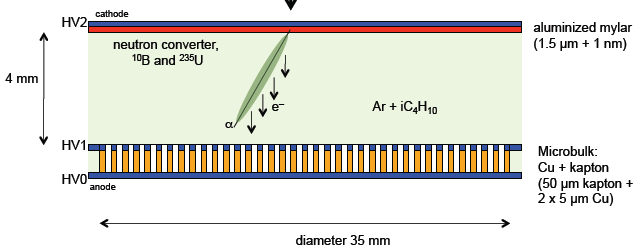 cathode
HV2
neutron converter,
¹⁰B and ²³⁵U
aluminized mylar
(1.5 µm + 1 nm)
4 mm
e⁻
Ar + iC₄H₁₀
α
HV1
HV0
anode
Microbulk:
Cu + kapton
(50 µm kapton +
2 x 5 µm Cu)
diameter 35 mm